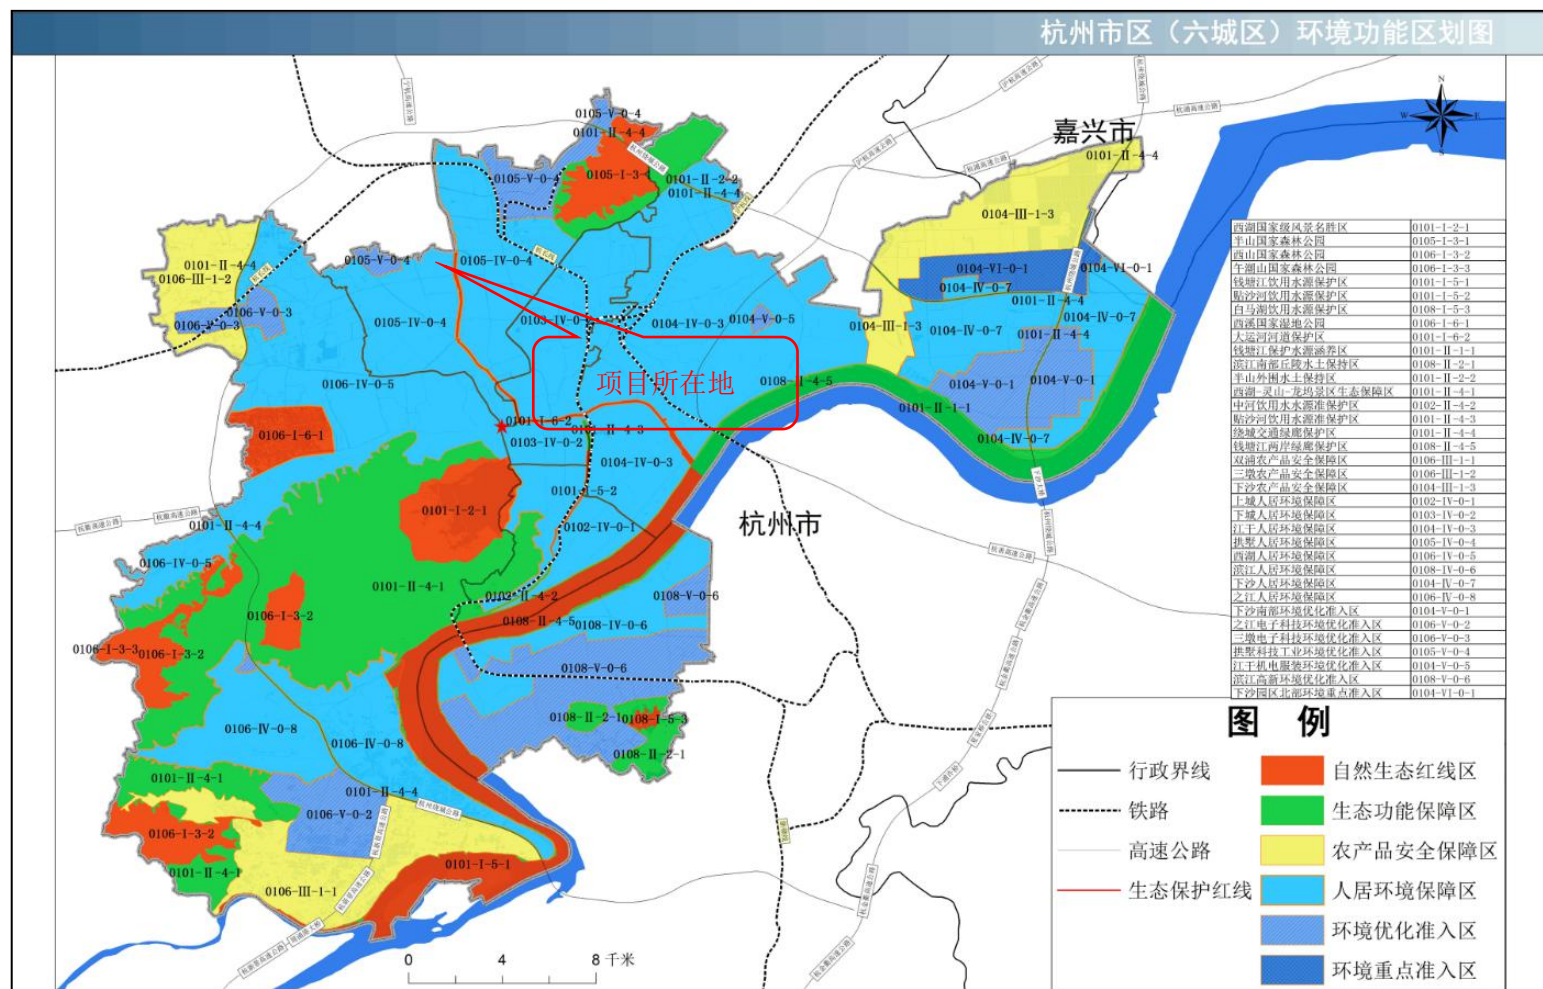 杭州市区（六城区）环境功能区划图
嘉兴市
杭州市
项目所在地
0105-V-0-4
0101-II-4-4
0105-I-3-1
0105-V-0-4
0101-II-2-2
0101-II-4-4
0101-II-4-4
0104-III-1-3
0101-II-4-4
0106-III-1-2
0105-V-0-4
0105-IV-0-4
0104-VI-0-1
0104-VI-0-1
0104-IV-0-7
0101-II-4-4
0106-V-0-3
0106-V-0-3
0105-IV-0-4
0104-IV-0-3
0104-V-0-5
0104-III-1-3
0104-IV-0-7
0104-IV-0-7
0101-II-4-4
0106-IV-0-5
0108-I-4-5
0104-V-0-1
0104-V-0-1
0101-II-1-1
0101-I-6-2
0106-I-6-1
0103-IV-0-2
0104-IV-0-7
0104-IV-0-3
0101-I-2-1
0101-I-5-2
0101-II-4-4
0102-IV-0-1
0106-IV-0-5
0101-II-4-1
0102-II-4-2
0108-V-0-6
0106-I-3-2
0108-II-4-5
0108-IV-0-6
0106-I-3-3
0106-I-3-2
0108-V-0-6
0108-II-2-1
0108-I-5-3
0106-IV-0-8
0106-IV-0-8
0108-II-2-1
0101-II-4-1
0101-II-4-4
0106-V-0-2
0106-I-3-2
0101-II-4-1
0101-I-5-1
0106-III-1-1
西湖国家级风景名胜区 0101-I-2-1
半山国家森林公园 0105-I-3-1
西山国家森林公园 0106-I-3-2
午潮山国家森林公园 0106-I-3-3
钱塘江饮用水源保护区 0101-I-5-1
贴沙河饮用水源保护区 0101-I-5-2
白马湖饮用水源保护区 0108-I-5-3
西溪国家湿地公园 0106-I-6-1
大运河河道保护区 0101-I-6-2
钱塘江保护水源涵养区 0101-II-1-1
滨江南部丘陵水土保持区 0108-II-2-1
半山外围水土保持区 0101-II-2-2
西湖-灵山-龙坞景区生态保障区 0101-II-4-1
中河饮用水水源准保护区 0102-II-4-2
贴沙河饮用水源准保护区 0101-II-4-3
绕城交通绿廊保护区 0101-II-4-4
钱塘江两岸绿廊保护区 0108-II-4-5
双浦农产品安全保障区 0106-III-1-1
三墩农产品安全保障区 0106-III-1-2
下沙农产品安全保障区 0104-III-1-3
上城人居环境保障区 0102-IV-0-1
下城人居环境保障区 0103-IV-0-2
江干人居环境保障区 0104-IV-0-3
拱墅人居环境保障区 0105-IV-0-4
西湖人居环境保障区 0106-IV-0-5
滨江人居环境保障区 0108-IV-0-6
下沙人居环境保障区 0104-IV-0-7
之江人居环境保障区 0106-IV-0-8
下沙南部环境优化准入区 0104-V-0-1
之江电子科技环境优化准入区 0106-V-0-2
三墩电子科技环境优化准入区 0106-V-0-3
拱墅科技工业环境优化准入区 0105-V-0-4
江干机电服装环境优化准入区 0104-V-0-5
滨江高新环境优化准入区 0108-V-0-6
下沙园区北部环境重点准入区 0104-VI-0-1
图 例
行政界线
铁路
高速公路
生态保护红线
自然生态红线区
生态功能保障区
农产品安全保障区
人居环境保障区
环境优化准入区
环境重点准入区
0 4 8 千米
N
W
E
S